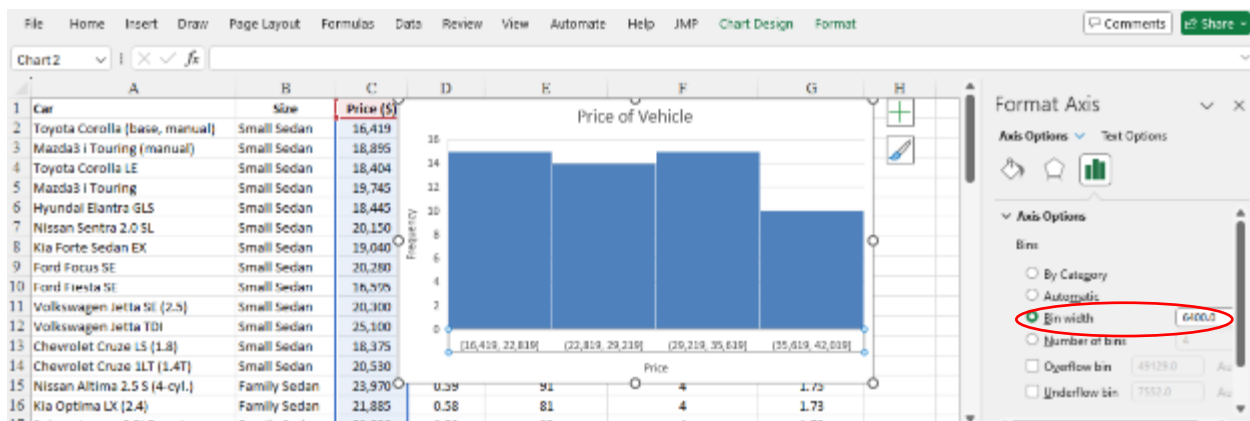 File Home Insert Draw Page Layout Formulas Data Review View Automate Help JMP Chart Design Format Comments Share
Chart 2 fx
A B C D E F G H
1 Car Size Price ($)
2 Toyota Corolla (base, manual) Small Sedan 16,419
3 Mazda3 i Touring (manual) Small Sedan 18,895
4 Toyota Corolla LE Small Sedan 18,404
5 Mazda3 i Touring Small Sedan 19,745
6 Hyundai Elantra GLS Small Sedan 18,445
7 Nissan Sentra 2.0 SL Small Sedan 20,150
8 Kia Forte Sedan EX Small Sedan 19,040
9 Ford Focus SE Small Sedan 20,280
10 Ford Fiesta SE Small Sedan 16,595
11 Volkswagen Jetta SE (2.5) Small Sedan 20,300
12 Volkswagen Jetta TDI Small Sedan 25,100
13 Chevrolet Cruze LS (1.8) Small Sedan 18,375
14 Chevrolet Cruze 1LT (1.4T) Small Sedan 20,530
15 Nissan Altima 2.5 S (4-cyl.) Family Sedan 23,970 0.59 91 4 1.75
16 Kia Optima LX (2.4) Family Sedan 21,885 0.58 81 4 1.73
Price of Vehicle
16
14
12
10
8
6
4
2
0
Frequency
[16,419, 22,819] (22,819, 29,219] (29,219, 35,619] (35,619, 42,019]
Price
Format Axis
Axis Options Text Options
Axis Options
Bins
By Category
Automatic
Bin width 6400.0
Number of bins 4
Overflow bin 49129.0 Au
Underflow bin 7552.0 Au